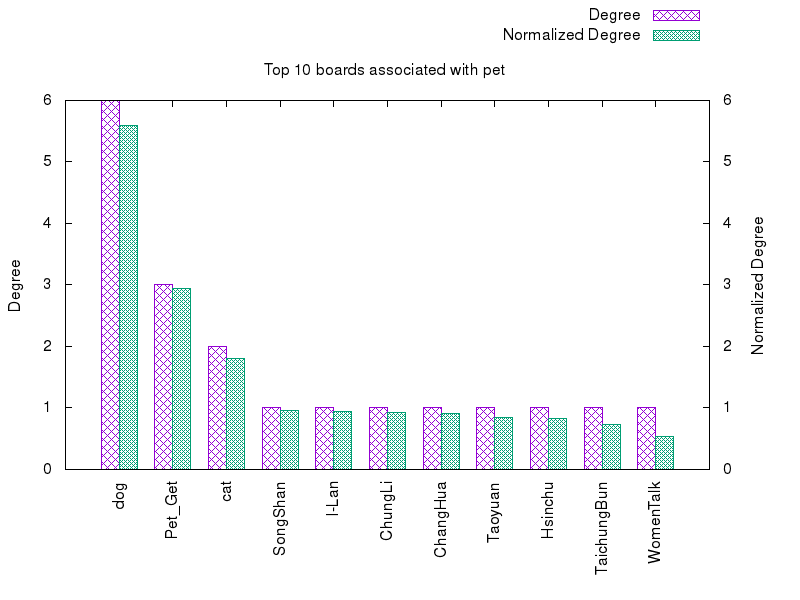 Degree
Normalized Degree
Top 10 boards associated with pet
6 6
5 5
4 4
3 3
2 2
1 1
0 0
Degree
Normalized Degree
dog
Pet_Get
cat
SongShan
I-Lan
ChungLi
ChangHua
Taoyuan
Hsinchu
TaichungBun
WomenTalk